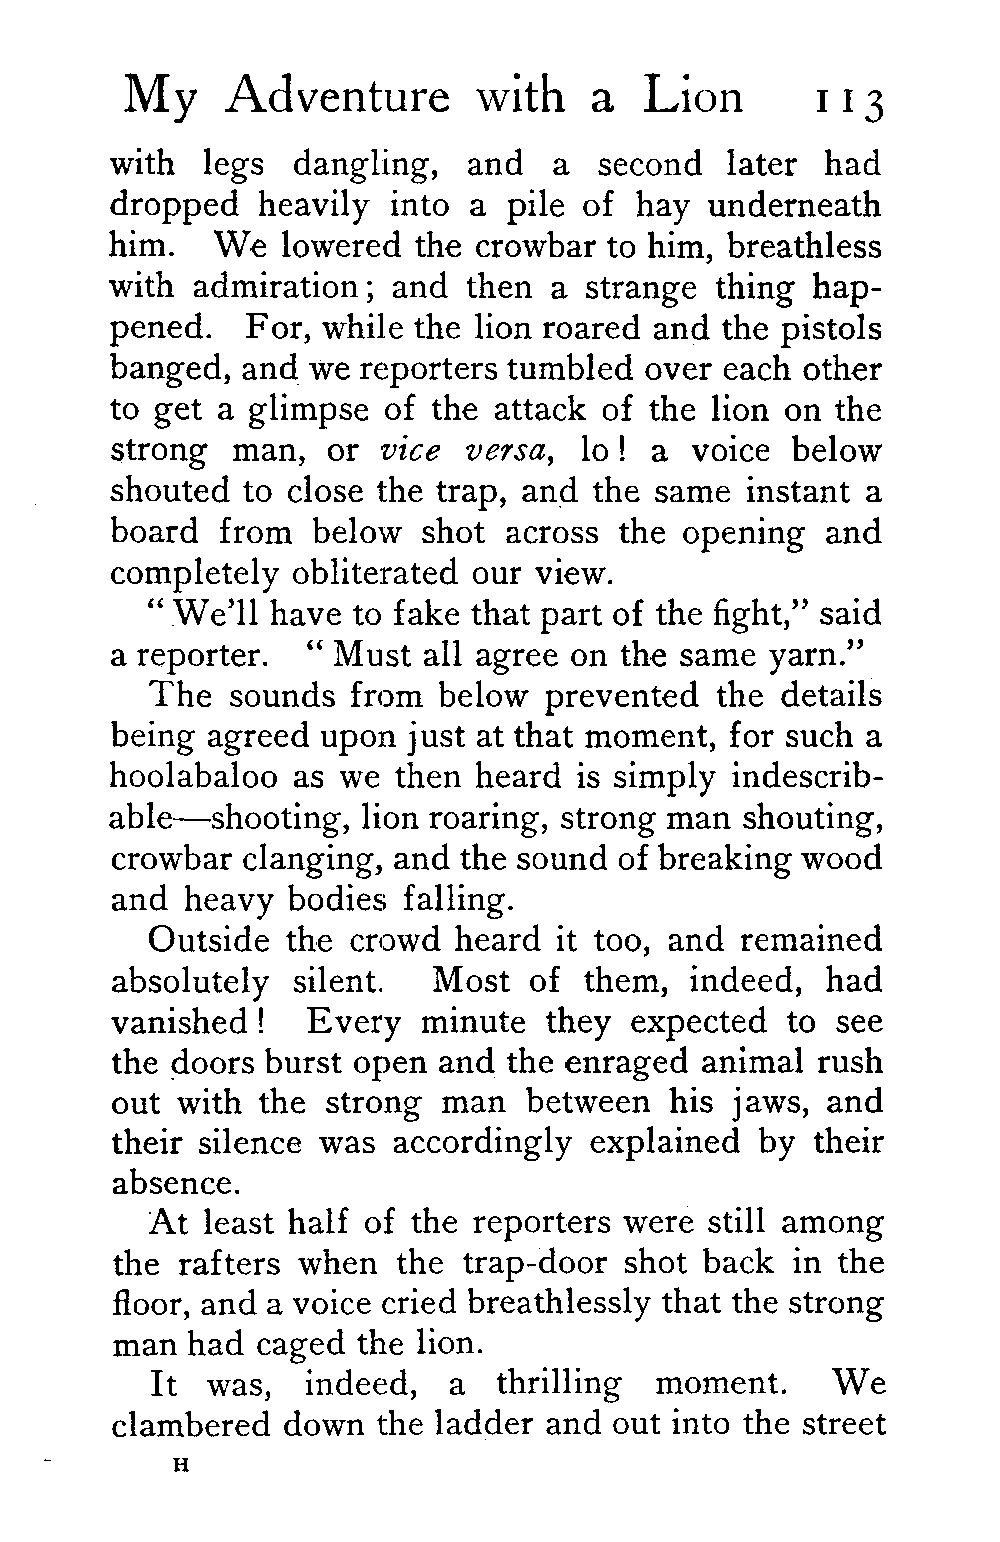 My Adventure with a Lion 113
with legs dangling, and a second later had
dropped heavily into a pile of hay underneath
him. We lowered the crowbar to him, breathless
with admiration; and then a strange thing hap-
pened. For, while the lion roared and the pistols
banged, and we reporters tumbled over each other
to get a glimpse of the attack of the lion on the
strong man, or vice versa, lo! a voice below
shouted to close the trap, and the same instant a
board from below shot across the opening and
completely obliterated our view.
“We’ll have to fake that part of the fight,” said
a reporter. “Must all agree on the same yarn.”
The sounds from below prevented the details
being agreed upon just at that moment, for such a
hoolabaloo as we then heard is simply indescrib-
able—shooting, lion roaring, strong man shouting,
crowbar clanging, and the sound of breaking wood
and heavy bodies falling.
Outside the crowd heard it too, and remained
absolutely silent. Most of them, indeed, had
vanished! Every minute they expected to see
the doors burst open and the enraged animal rush
out with the strong man between his jaws, and
their silence was accordingly explained by their
absence.
At least half of the reporters were still among
the rafters when the trap-door shot back in the
floor, and a voice cried breathlessly that the strong
man had caged the lion.
It was, indeed, a thrilling moment. We
clambered down the ladder and out into the street
H